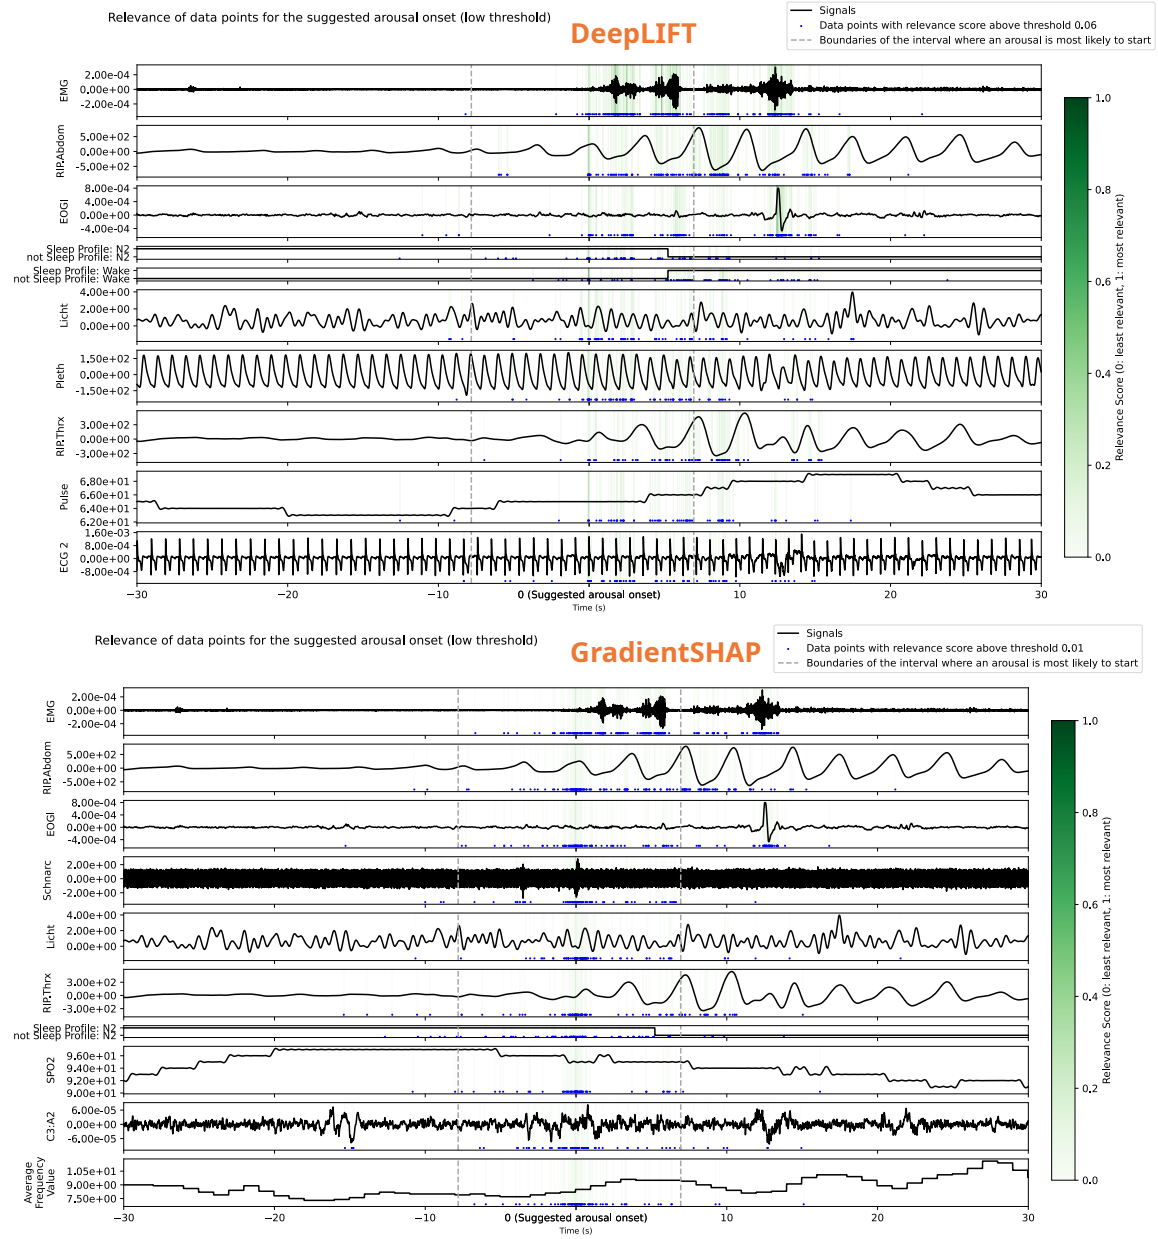 Relevance of data points for the suggested arousal onset (low threshold)
DeepLIFT
Signals
Data points with relevance score above threshold 0.06
Boundaries of the interval where an arousal is most likely to start
EMG
2.00e-04
0.00e+00
-2.00e-04
RIP.Abdom
5.00e+02
0.00e+00
-5.00e+02
EOGl
8.00e-04
4.00e-04
0.00e+00
-4.00e-04
Sleep Profile: N2
not Sleep Profile: N2
Sleep Profile: Wake
not Sleep Profile: Wake
Licht
4.00e+00
2.00e+00
0.00e+00
Pleth
1.50e+02
0.00e+00
-1.50e+02
RIP.Thrx
3.00e+02
0.00e+00
-3.00e+02
Pulse
6.80e+01
6.60e+01
6.40e+01
6.20e+01
ECG 2
1.60e-03
8.00e-04
0.00e+00
-8.00e-04
−30
−20
−10
0 (Suggested arousal onset)
10
20
30
Time (s)
1.0
0.8
0.6
0.4
0.2
0.0
Relevance Score (0: least relevant, 1: most relevant)
Relevance of data points for the suggested arousal onset (low threshold)
GradientSHAP
Signals
Data points with relevance score above threshold 0.01
Boundaries of the interval where an arousal is most likely to start
EMG
2.00e-04
0.00e+00
-2.00e-04
RIP.Abdom
5.00e+02
0.00e+00
-5.00e+02
EOGl
8.00e-04
4.00e-04
0.00e+00
-4.00e-04
Schnarc
2.00e+00
0.00e+00
-2.00e+00
Licht
4.00e+00
2.00e+00
0.00e+00
RIP.Thrx
3.00e+02
0.00e+00
-3.00e+02
Sleep Profile: N2
not Sleep Profile: N2
SPO2
9.60e+01
9.40e+01
9.20e+01
9.00e+01
C3:A2
6.00e-05
0.00e+00
-6.00e-05
Average
Frequency
Value
1.05e+01
9.00e+00
7.50e+00
−30
−20
−10
0 (Suggested arousal onset)
10
20
30
Time (s)
1.0
0.8
0.6
0.4
0.2
0.0
Relevance Score (0: least relevant, 1: most relevant)